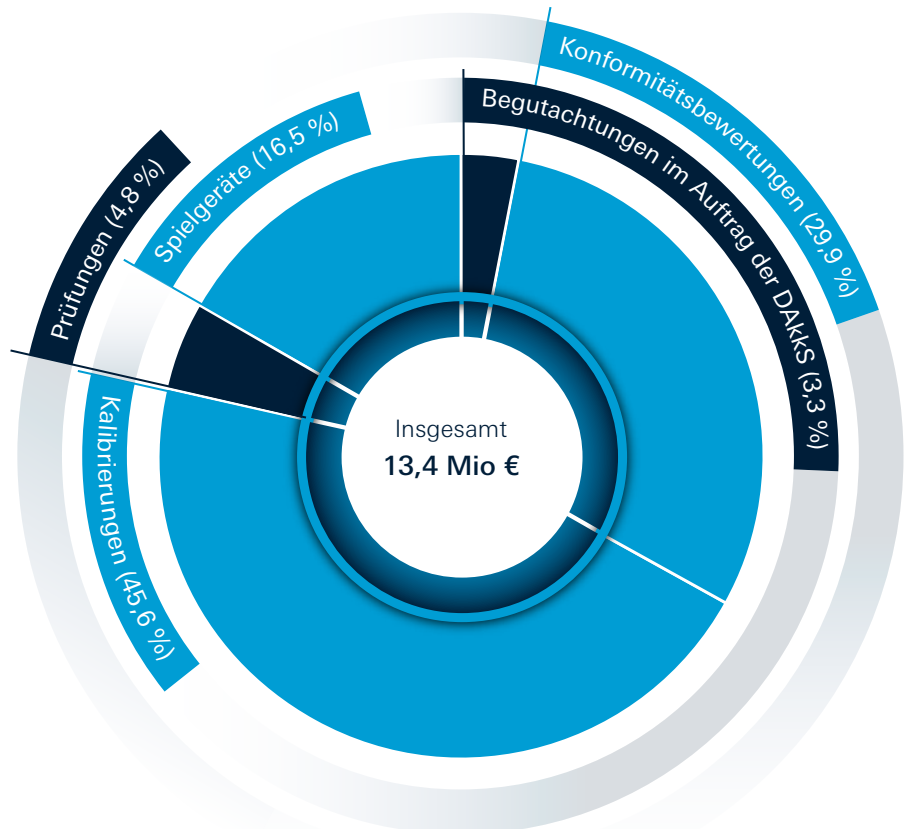 Konformitätsbewertungen (29,9 %)
Begutachtungen im Auftrag der DAkkS (3,3 %)
Spielgeräte (16,5 %)
Prüfungen (4,8 %)
Kalibrierungen (45,6 %)
Insgesamt
13,4 Mio €